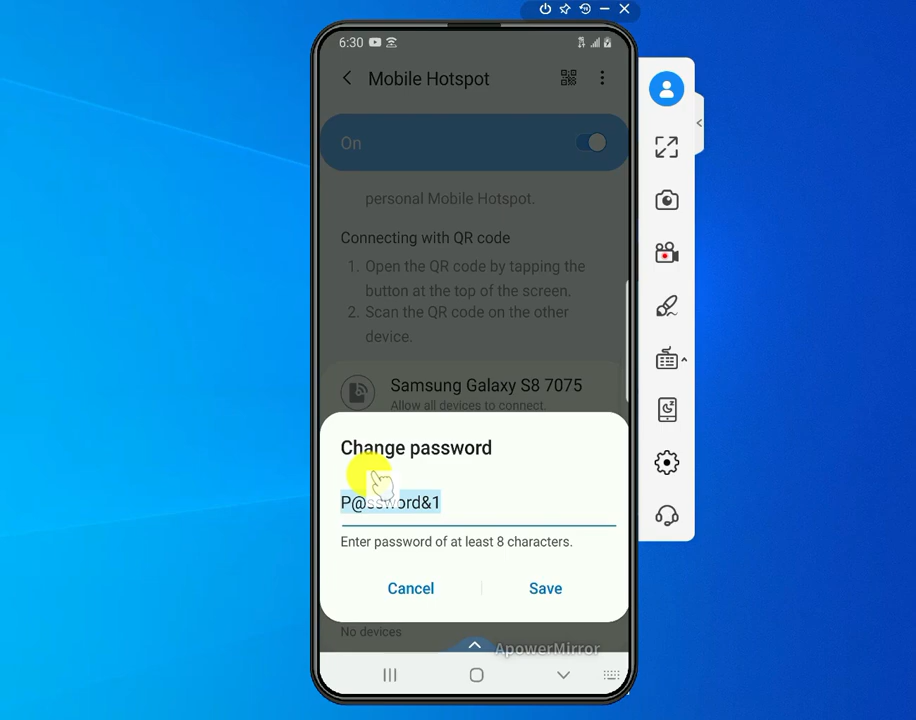 6:30
Mobile Hotspot
On
personal Mobile Hotspot.
Connecting with QR code
1. Open the QR code by tapping the
button at the top of the screen.
2. Scan the QR code on the other
device.
Samsung Galaxy S8 7075
Allow all devices to connect.
Change password
P@ssword&1
Enter password of at least 8 characters.
Cancel
Save
No devices
ApowerMirror